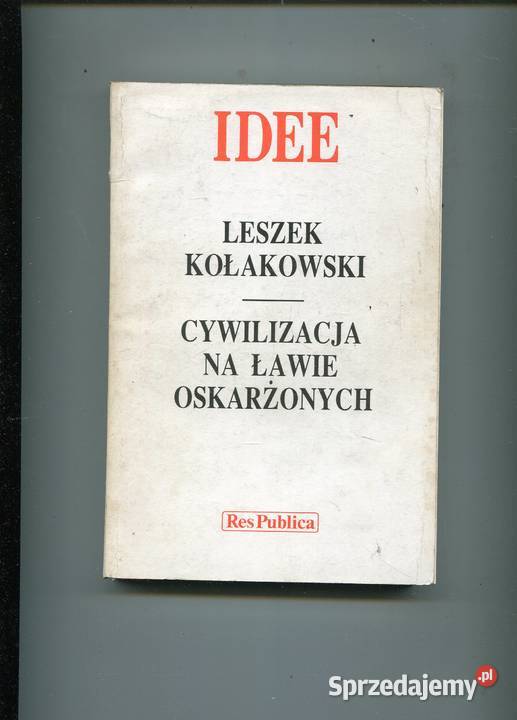 IDEE
LESZEK
KOŁAKOWSKI
CYWILIZACJA
NA ŁAWIE
OSKARŻONYCH
Res Publica
Sprzedajemy.pl